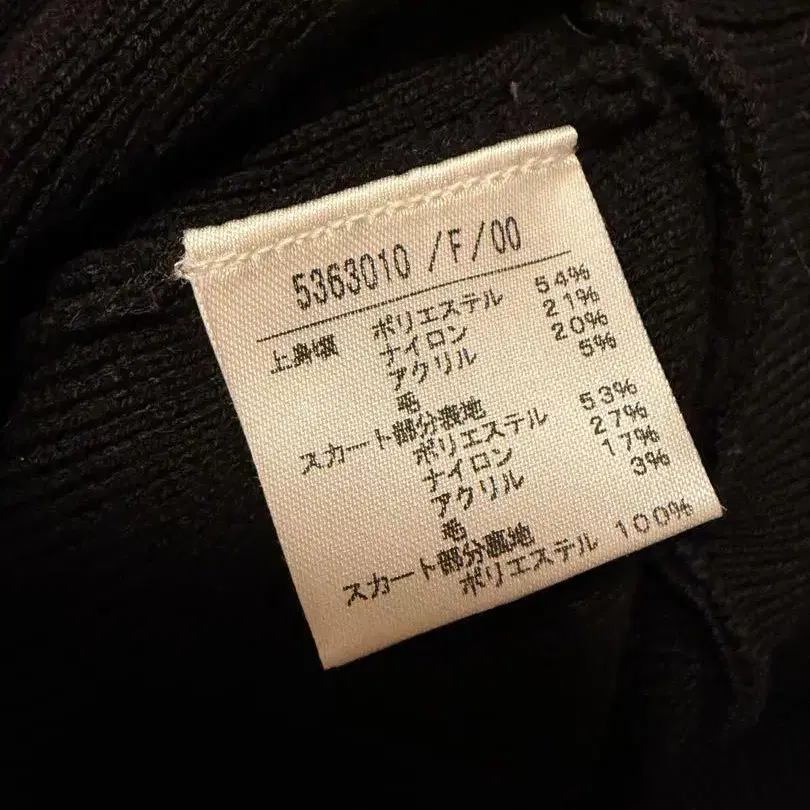 5363010 /F/00
上身頃 ポリエステル 54%
ナイロン 21%
アクリル 20%
毛 5%
スカート部分表地
ポリエステル 53%
ナイロン 27%
アクリル 17%
毛 3%
スカート部分裏地
ポリエステル 100%